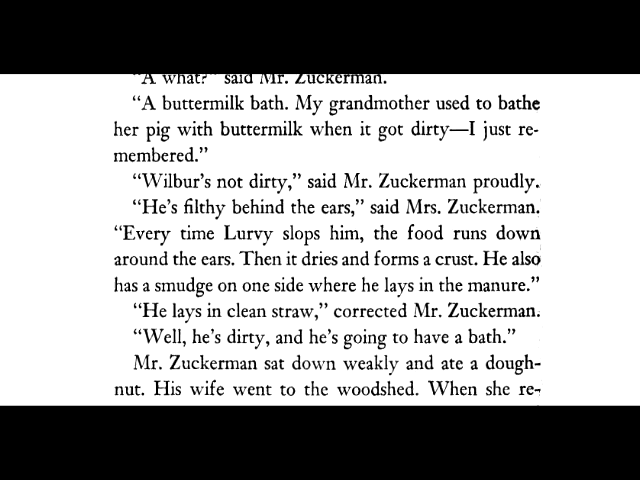 "A what?" said Mr. Zuckerman.
"A buttermilk bath. My grandmother used to bathe
her pig with buttermilk when it got dirty—I just re-
membered."
"Wilbur's not dirty," said Mr. Zuckerman proudly.
"He's filthy behind the ears," said Mrs. Zuckerman.
"Every time Lurvy slops him, the food runs down
around the ears. Then it dries and forms a crust. He also
has a smudge on one side where he lays in the manure."
"He lays in clean straw," corrected Mr. Zuckerman.
"Well, he's dirty, and he's going to have a bath."
Mr. Zuckerman sat down weakly and ate a dough-
nut. His wife went to the woodshed. When she re-